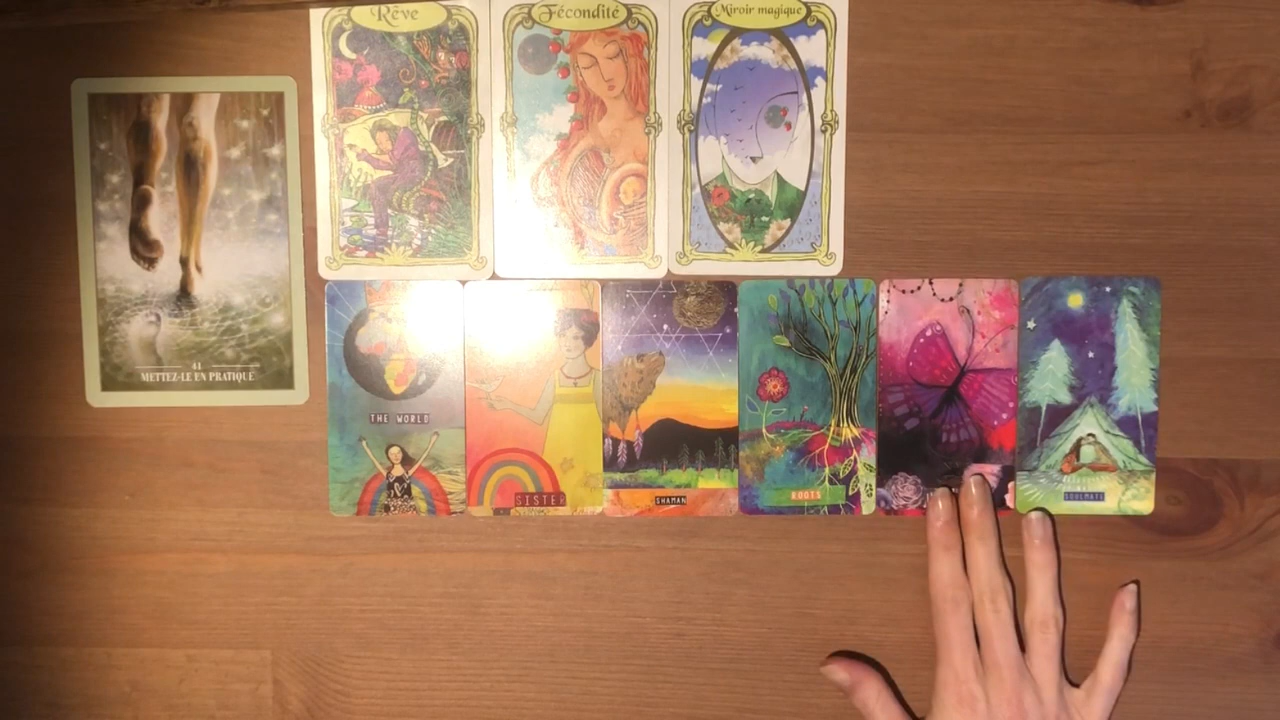 Rêve
Fécondité
Miroir magique
41
METTEZ-LE EN PRATIQUE
THE WORLD
SISTER
SHAMAN
ROOTS
SOULMATE